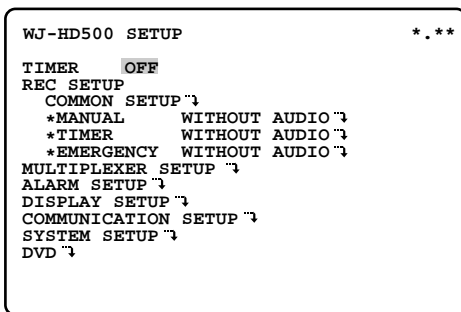 WJ-HD500 SETUP *.**
TIMER OFF
REC SETUP
COMMON SETUP
*MANUAL WITHOUT AUDIO
*TIMER WITHOUT AUDIO
*EMERGENCY WITHOUT AUDIO
MULTIPLEXER SETUP
ALARM SETUP
DISPLAY SETUP
COMMUNICATION SETUP
SYSTEM SETUP
DVD